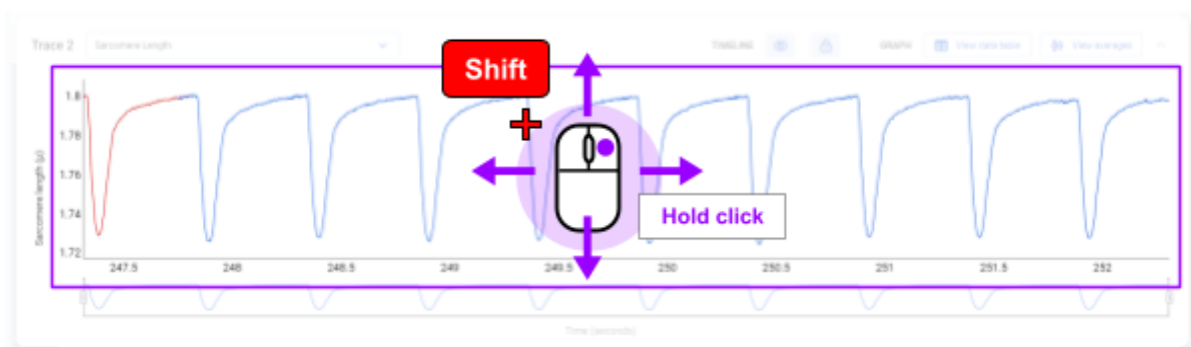 Trace 2 Sarcomere Length TIMELINE GRAPH View data table View averages
Shift
Hold click
Sarcomere length (μ)
1.8
1.78
1.76
1.74
1.72
247.5 248 248.5 249 249.5 250 250.5 251 251.5 252
Time (seconds)